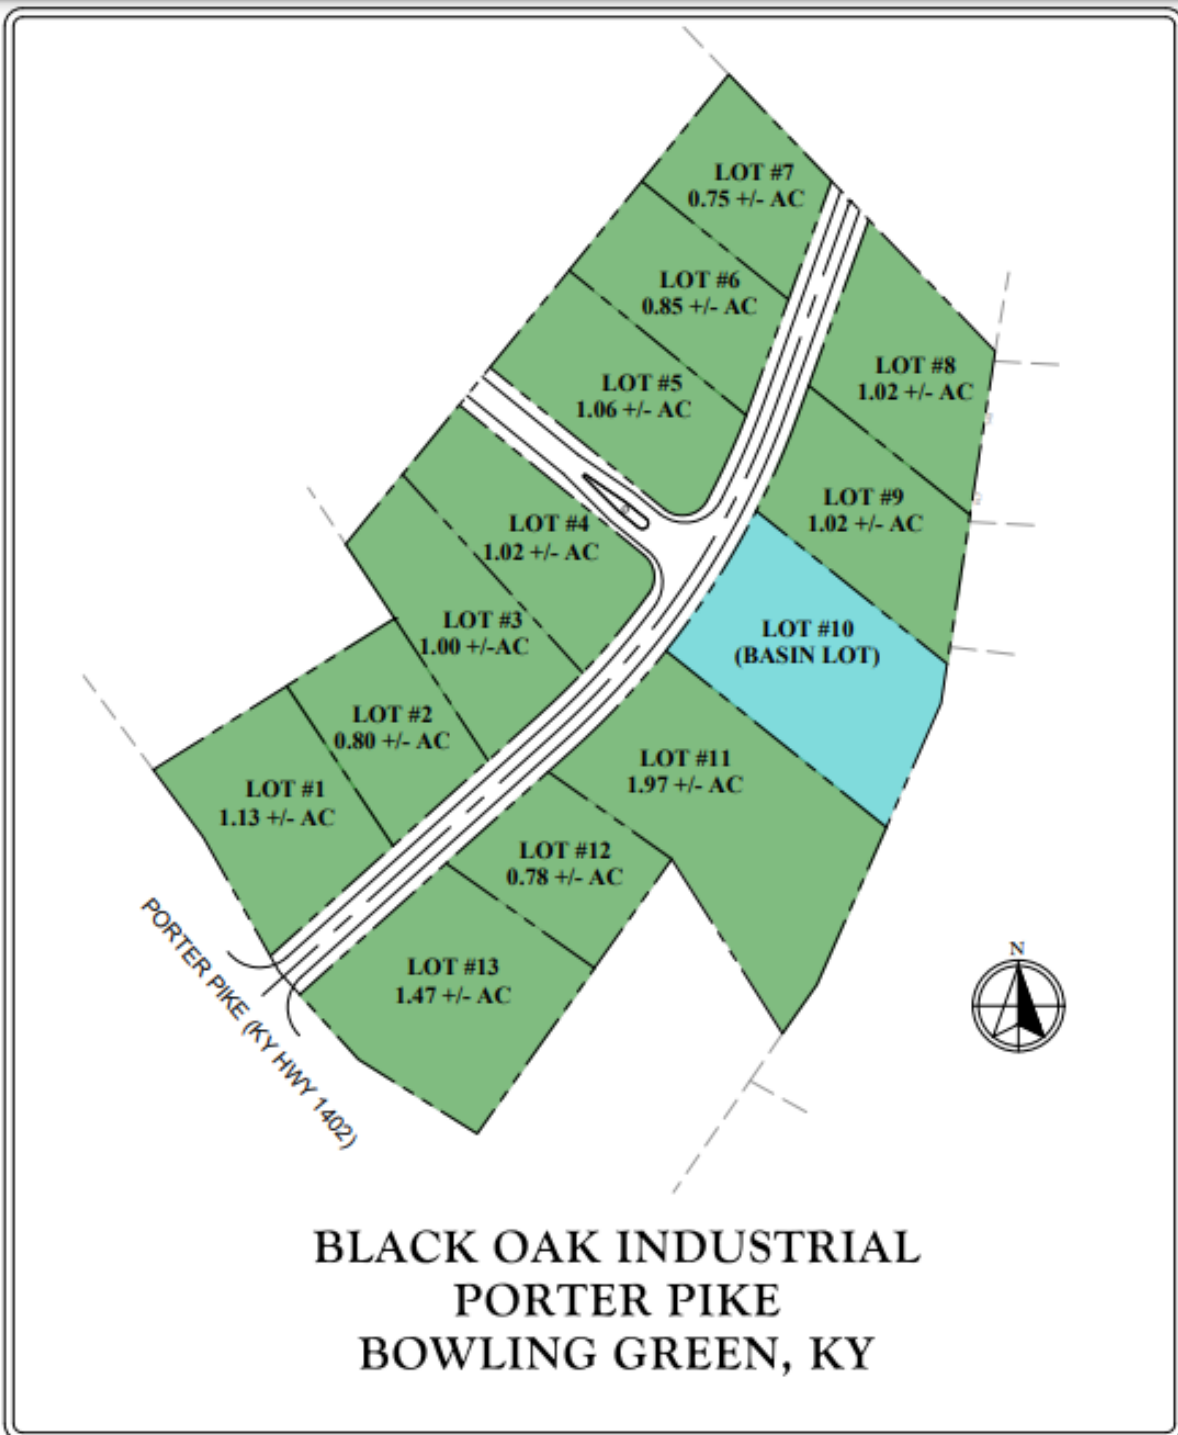 LOT #7
0.75 +/- AC
LOT #6
0.85 +/- AC
LOT #5
1.06 +/- AC
LOT #8
1.02 +/- AC
LOT #9
1.02 +/- AC
LOT #4
1.02 +/- AC
LOT #3
1.00 +/-AC
LOT #10
(BASIN LOT)
LOT #2
0.80 +/- AC
LOT #11
1.97 +/- AC
LOT #1
1.13 +/- AC
LOT #12
0.78 +/- AC
LOT #13
1.47 +/- AC
PORTER PIKE (KY HWY 1402)
N
BLACK OAK INDUSTRIAL
PORTER PIKE
BOWLING GREEN, KY